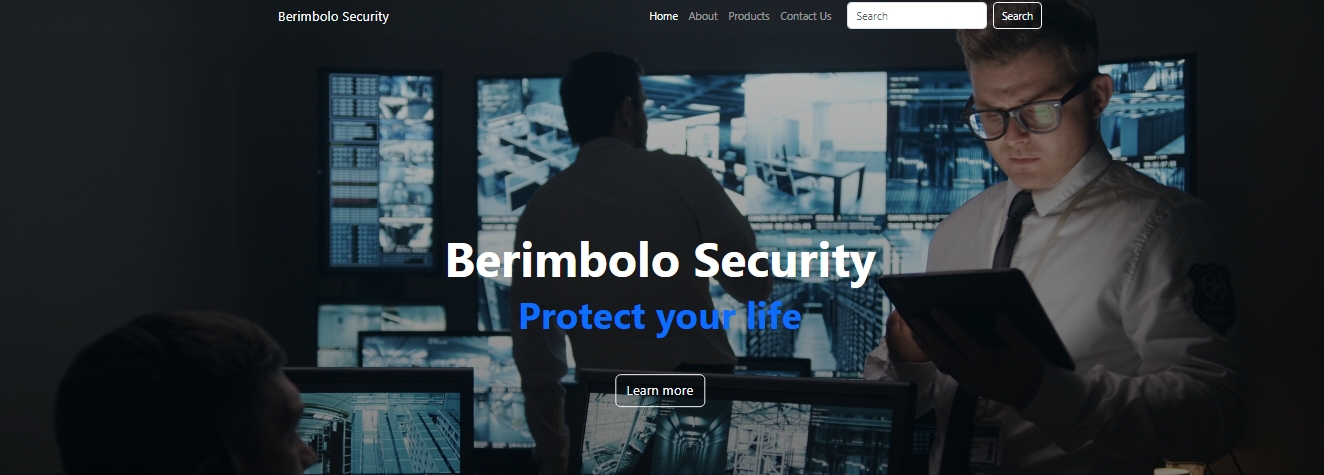 Berimbolo Security
Home About Products Contact Us Search Search
Berimbolo Security
Protect your life
Learn more